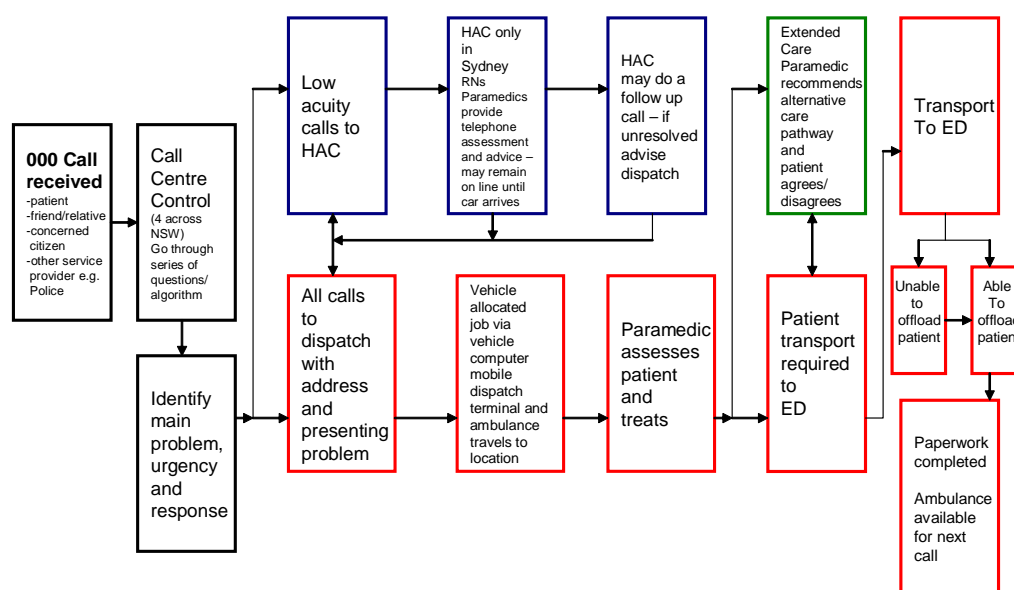 000 Call
received
-patient
-friend/relative
-concerned
citizen
-other service
provider e.g.
Police
Call
Centre
Control
(4 across
NSW)
Go through
series of
questions/
algorithm
Identify
main
problem,
urgency
and
response
Low
acuity
calls to
HAC
HAC only
in
Sydney
RNs
Paramedics
provide
telephone
assessment
and advice –
may remain
on line until
car arrives
HAC
may do a
follow up
call – if
unresolved
advise
dispatch
All calls
to
dispatch
with
address
and
presenting
problem
Vehicle
allocated
job via
vehicle
computer
mobile
dispatch
terminal and
ambulance
travels to
location
Paramedic
assesses
patient
and
treats
Extended
Care
Paramedic
recommends
alternative
care
pathway
and
patient
agrees/
disagrees
Patient
transport
required
to
ED
Transport
To ED
Unable
to
offload
patient
Able
To
offload
patient
Paperwork
completed
Ambulance
available
for next
call